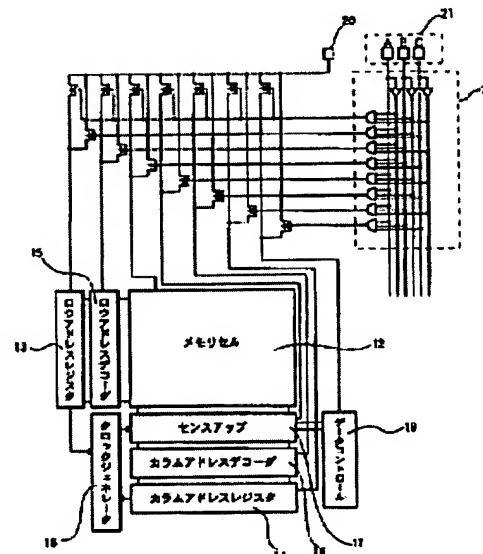 20
21
A B C
15
13
ロウアドレスレジスタ
ロウアドレスデコーダ
メモリセル
12
センスアップ
カラムアドレスデコーダ
カラムアドレスレジスタ
クロックジェネレータ
データコントロール
19
17
16